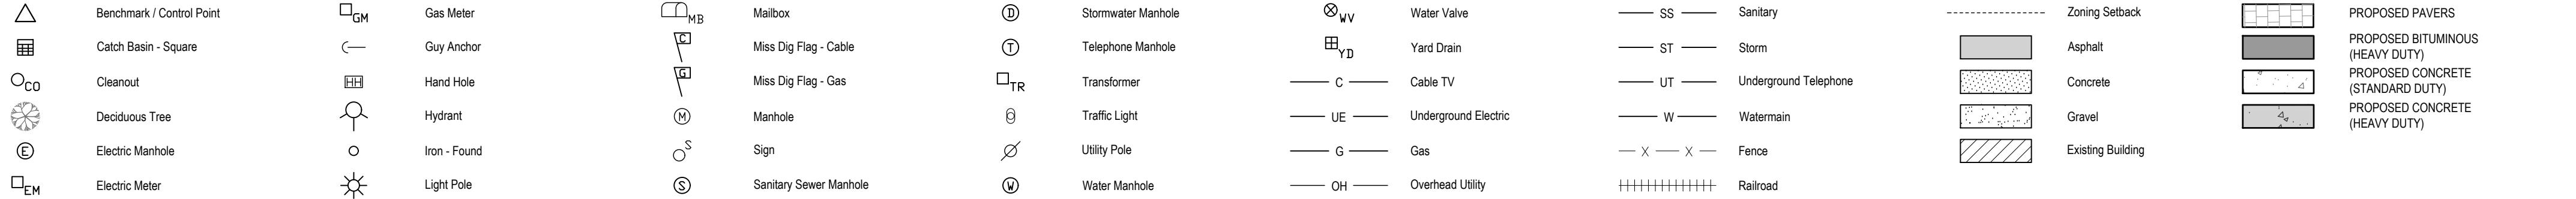 Benchmark / Control Point
Catch Basin - Square
CO Cleanout
Deciduous Tree
E Electric Manhole
EM Electric Meter
GM Gas Meter
Guy Anchor
HH Hand Hole
Hydrant
Iron - Found
Light Pole
MB Mailbox
C Miss Dig Flag - Cable
G Miss Dig Flag - Gas
M Manhole
S Sign
S Sanitary Sewer Manhole
D Stormwater Manhole
T Telephone Manhole
TR Transformer
Traffic Light
Utility Pole
W Water Manhole
WV Water Valve
YD Yard Drain
C Cable TV
UE Underground Electric
G Gas
OH Overhead Utility
SS Sanitary
ST Storm
UT Underground Telephone
W Watermain
X X Fence
Railroad
Zoning Setback
Asphalt
Concrete
Gravel
Existing Building
PROPOSED PAVERS
PROPOSED BITUMINOUS
(HEAVY DUTY)
PROPOSED CONCRETE
(STANDARD DUTY)
PROPOSED CONCRETE
(HEAVY DUTY)